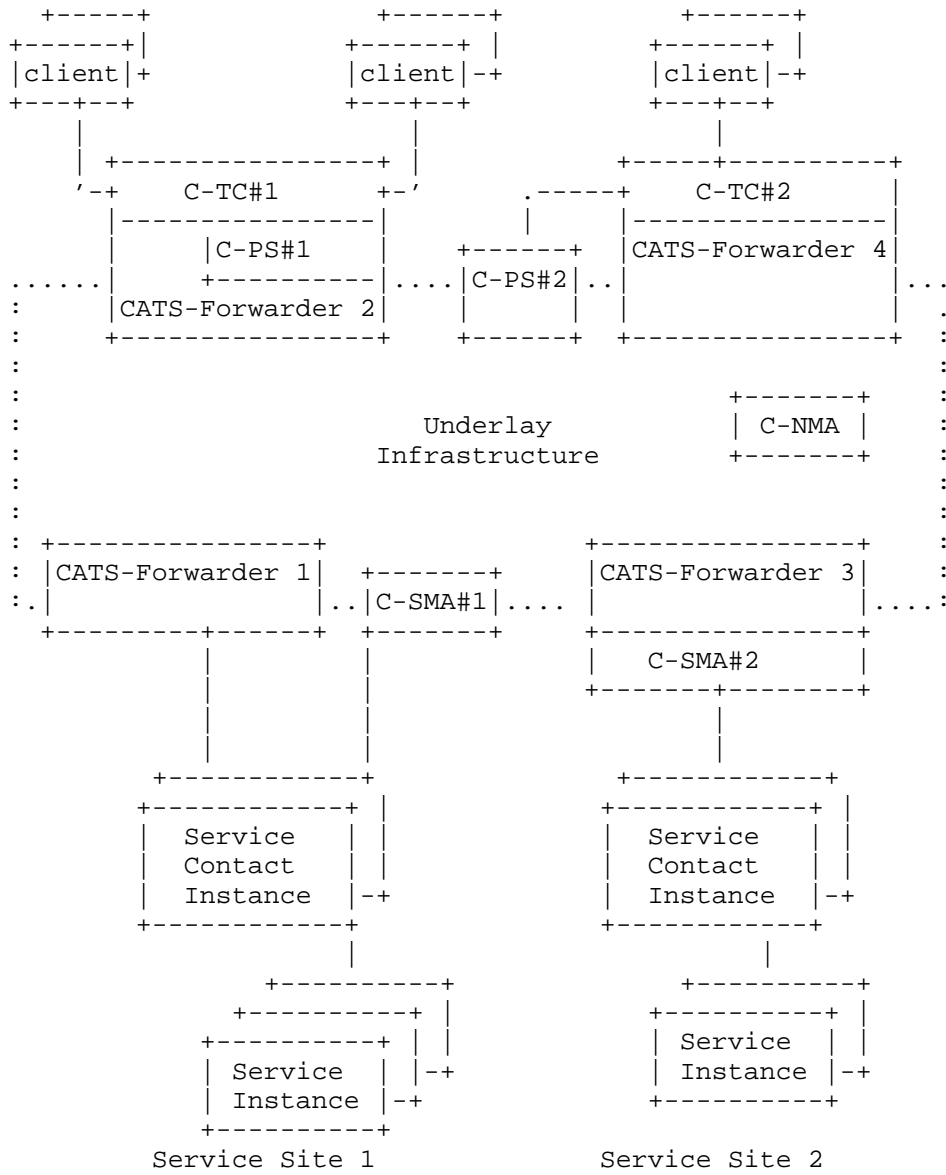 client client client
C-TC#1 C-TC#2
C-PS#1 CATS-Forwarder 4
C-PS#2
CATS-Forwarder 2
C-NMA
Underlay
Infrastructure
CATS-Forwarder 1 CATS-Forwarder 3
C-SMA#1
C-SMA#2
Service Service
Contact Contact
Instance Instance
Service Service
Instance Instance
Service Site 1 Service Site 2